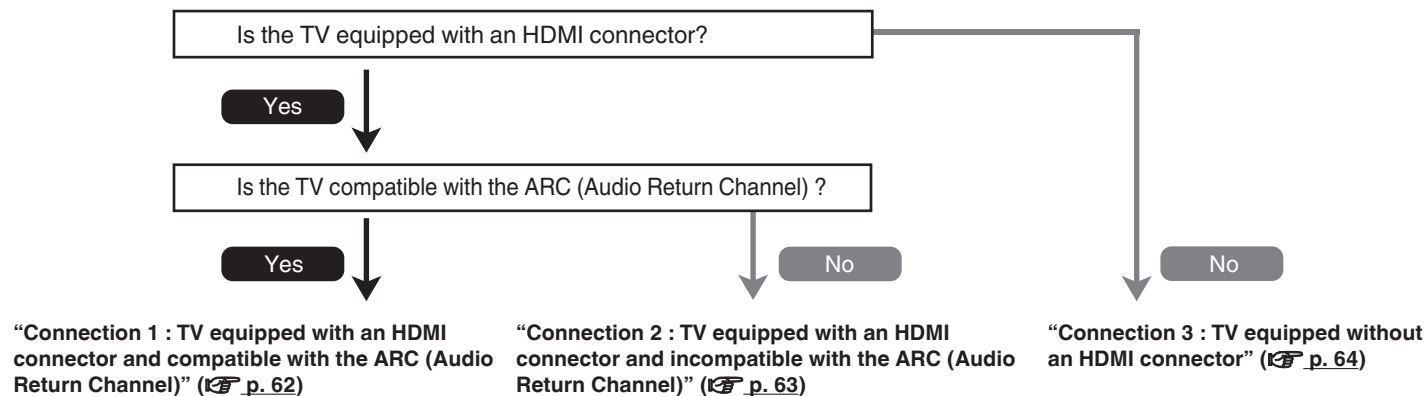 Is the TV equipped with an HDMI connector?
Yes
Is the TV compatible with the ARC (Audio Return Channel) ?
Yes
No
No
“Connection 1 : TV equipped with an HDMI
connector and compatible with the ARC (Audio
Return Channel)” (☞ p. 62)
“Connection 2 : TV equipped with an HDMI
connector and incompatible with the ARC (Audio
Return Channel)” (☞ p. 63)
“Connection 3 : TV equipped without
an HDMI connector” (☞ p. 64)